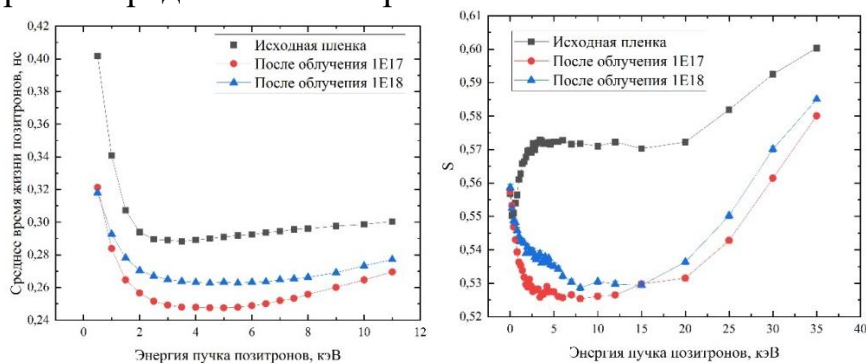 Исходная пленка
После облучения 1E17
После облучения 1E18
Среднее время жизни позитронов, нс
0,42
0,40
0,38
0,36
0,34
0,32
0,30
0,28
0,26
0,24
0 2 4 6 8 10 12
Энергия пучка позитронов, кэВ
Исходная пленка
После облучения 1E17
После облучения 1E18
S
0,61
0,60
0,59
0,58
0,57
0,56
0,55
0,54
0,53
0,52
0 5 10 15 20 25 30 35 40
Энергия пучка позитронов, кэВ